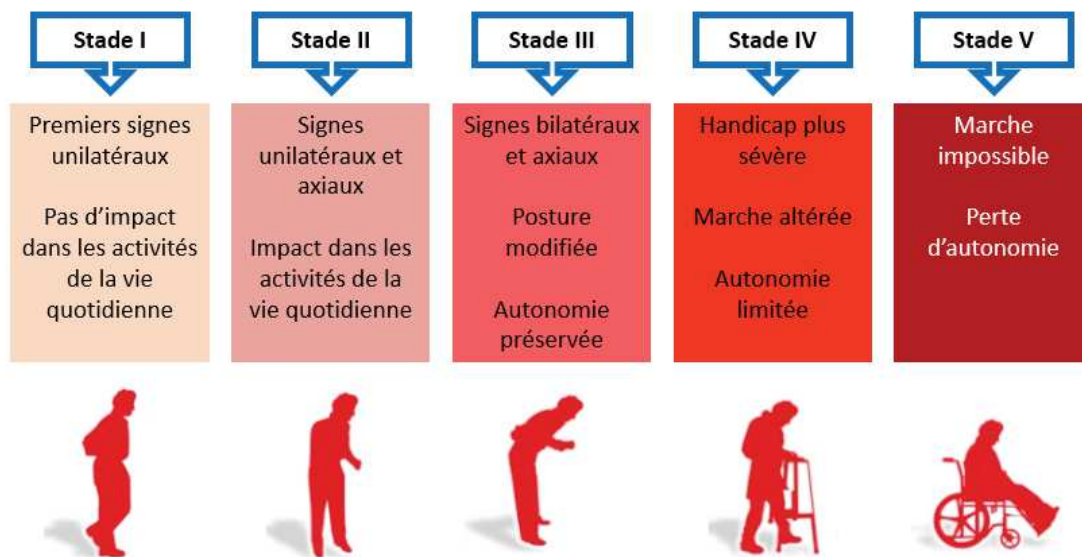 Stade I
Premiers signes
unilatéraux
Pas d’impact
dans les activités
de la vie
quotidienne
Stade II
Signes
unilatéraux et
axiaux
Impact dans les
activités de la
vie quotidienne
Stade III
Signes bilatéraux
et axiaux
Posture
modifiée
Autonomie
préservée
Stade IV
Handicap plus
sévère
Marche altérée
Autonomie
limitée
Stade V
Marche
impossible
Perte
d’autonomie